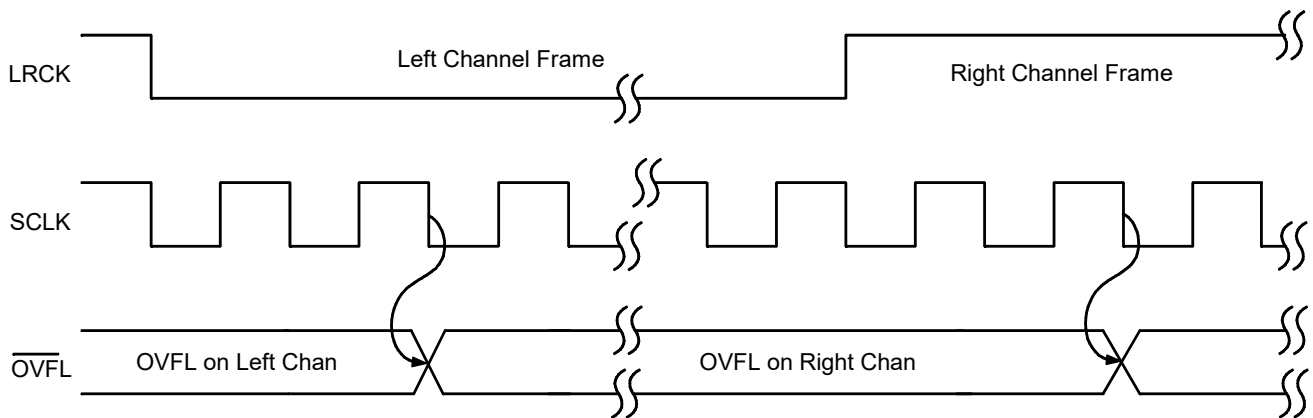 LRCK
Left Channel Frame
Right Channel Frame
SCLK
OVFL
OVFL on Left Chan
OVFL on Right Chan